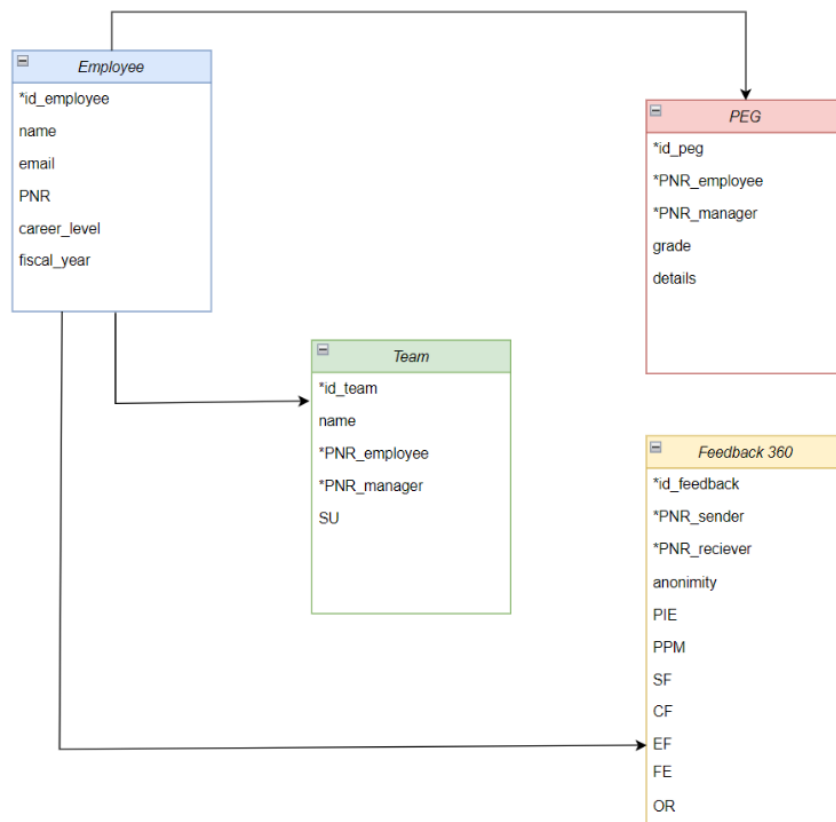 Employee
*id_employee
name
email
PNR
career_level
fiscal_year
PEG
*id_peg
*PNR_employee
*PNR_manager
grade
details
Team
*id_team
name
*PNR_employee
*PNR_manager
SU
Feedback 360
*id_feedback
*PNR_sender
*PNR_reciever
anonimity
PIE
PPM
SF
CF
EF
FE
OR